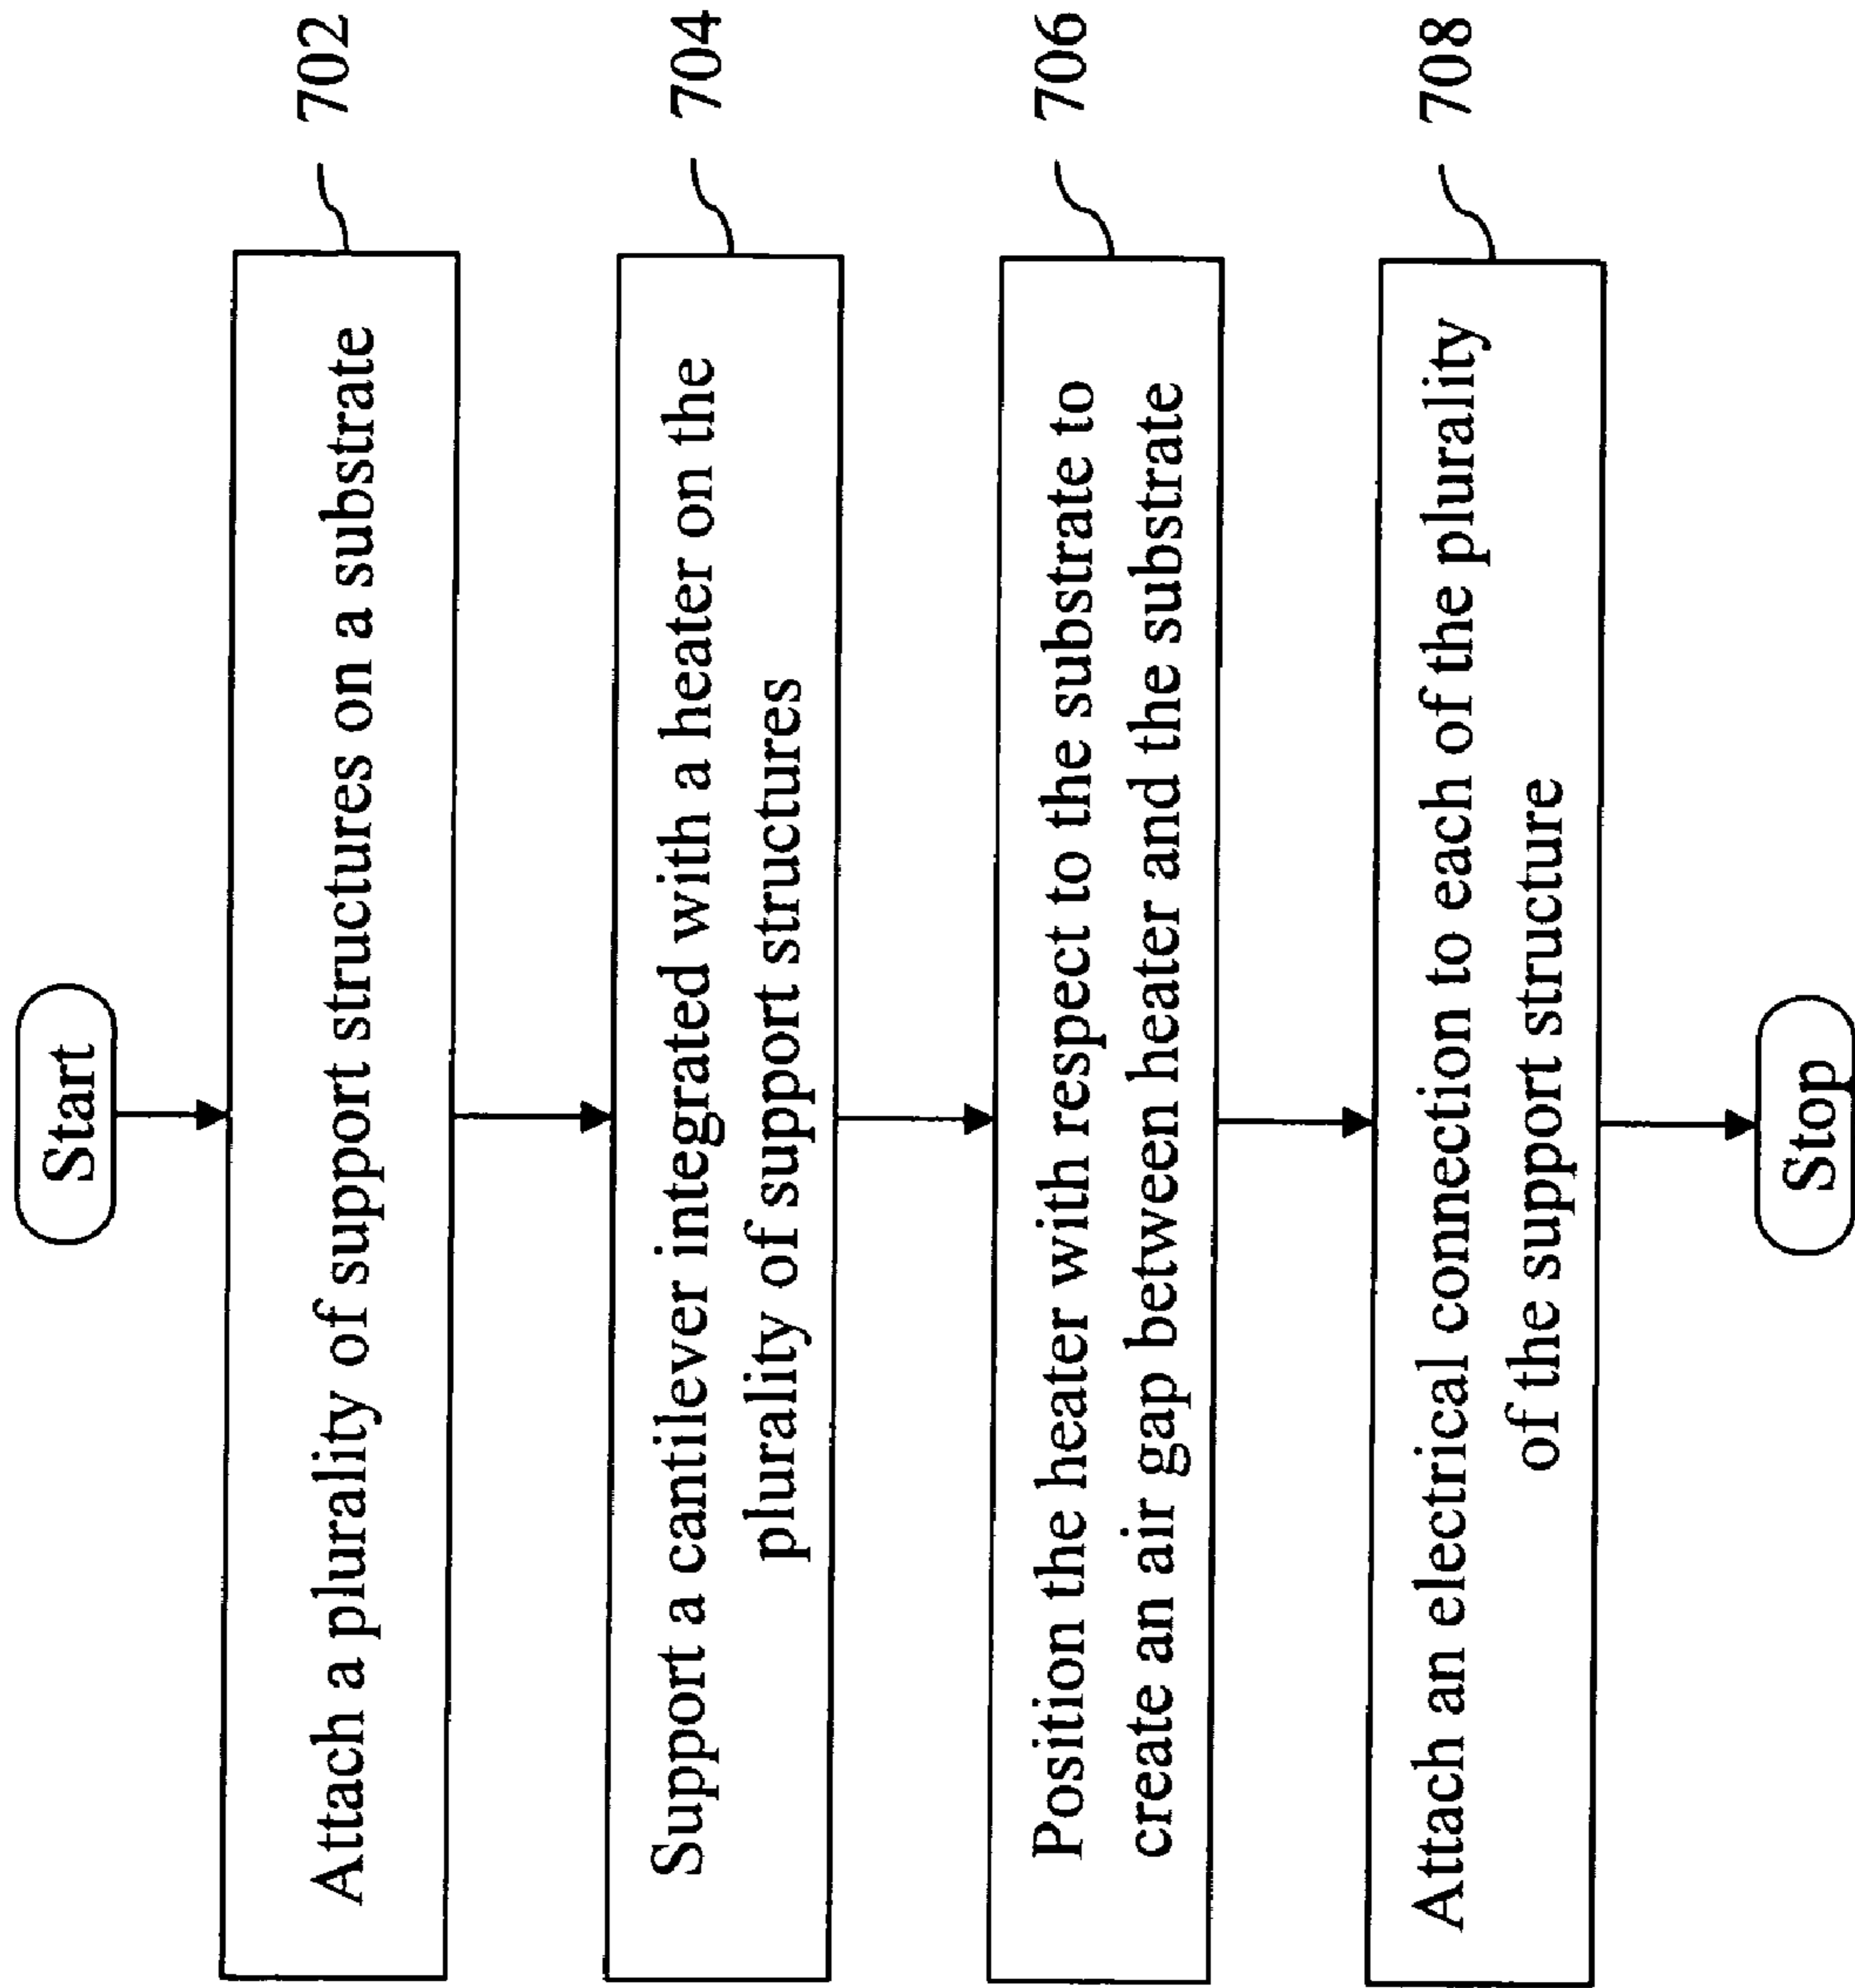 Start
Attach a plurality of support structures on a substrate
702
Support a cantilever integrated with a heater on the
plurality of support structures
704
Position the heater with respect to the substrate to
create an air gap between heater and the substrate
706
Attach an electrical connection to each of the plurality
of the support structure
708
Stop